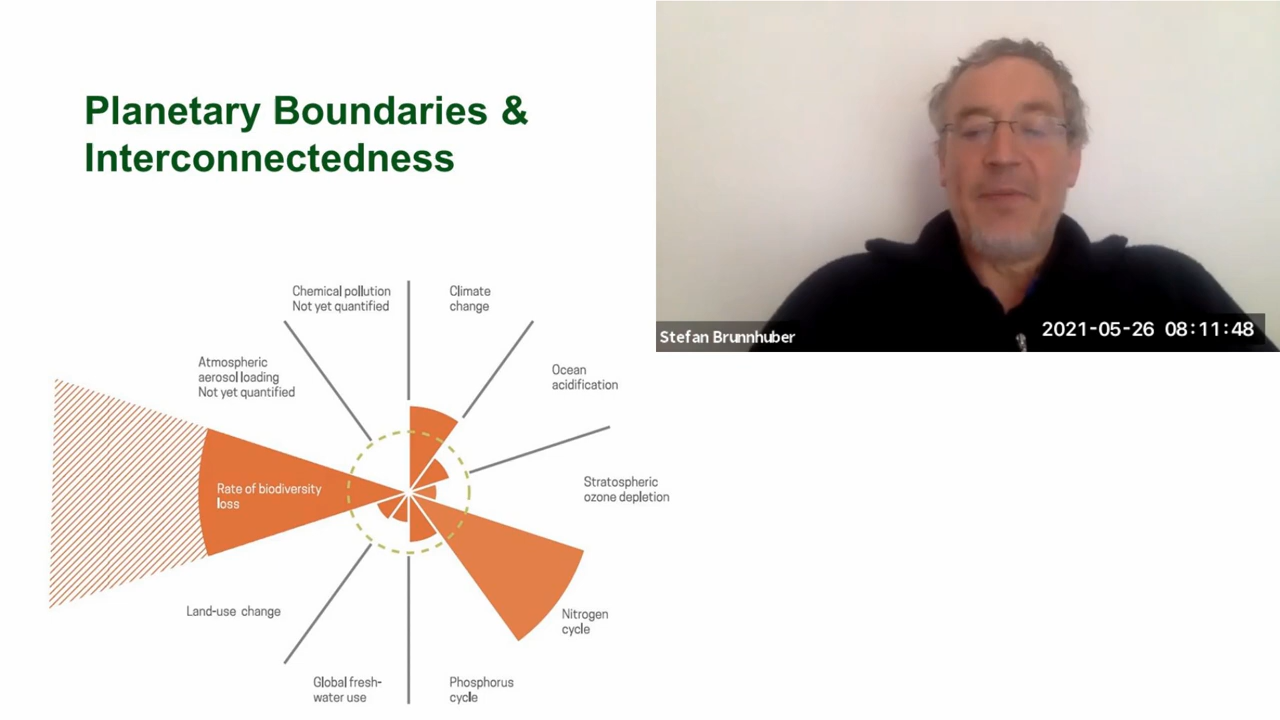 Planetary Boundaries &
Interconnectedness
Chemical pollution
Not yet quantified
Climate
change
Atmospheric
aerosol loading
Not yet quantified
Ocean
acidification
Rate of biodiversity
loss
Stratospheric
ozone depletion
Land-use change
Nitrogen
cycle
Global fresh-
water use
Phosphorus
cycle
Stefan Brunnhuber
2021-05-26 08:11:48